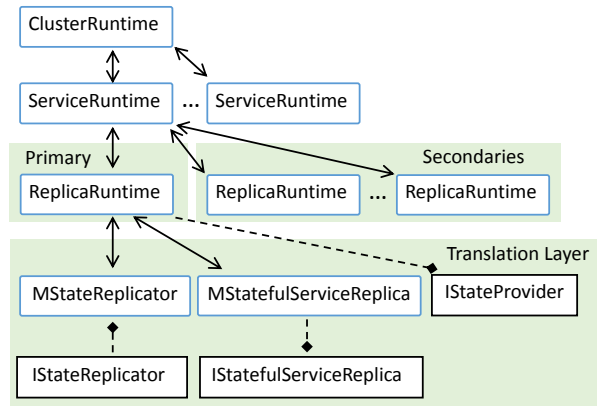 ClusterRuntime
ServiceRuntime ... ServiceRuntime
Primary
Secondaries
ReplicaRuntime
ReplicaRuntime ... ReplicaRuntime
Translation Layer
MStateReplicator
MStatefulServiceReplica
IStateProvider
IStateReplicator
IStatefulServiceReplica